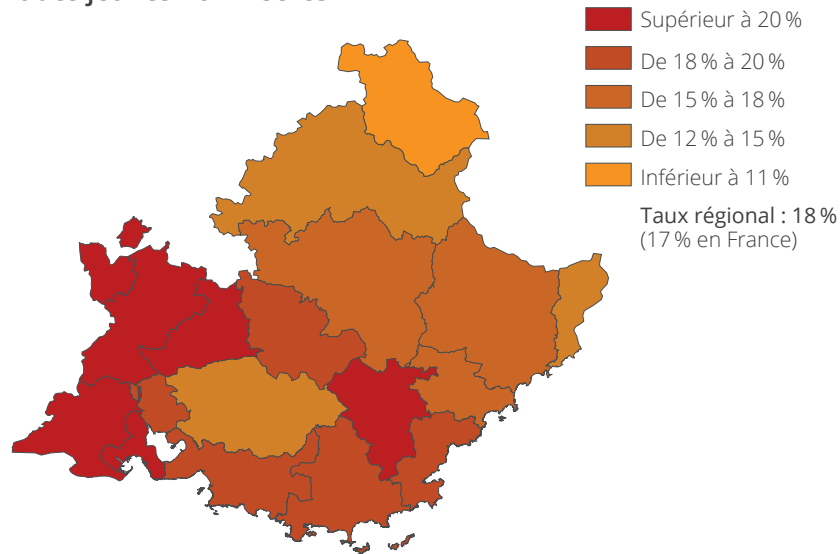 Supérieur à 20 %
De 18 % à 20 %
De 15 % à 18 %
De 12 % à 15 %
Inférieur à 11 %
Taux régional : 18 %
(17 % en France)